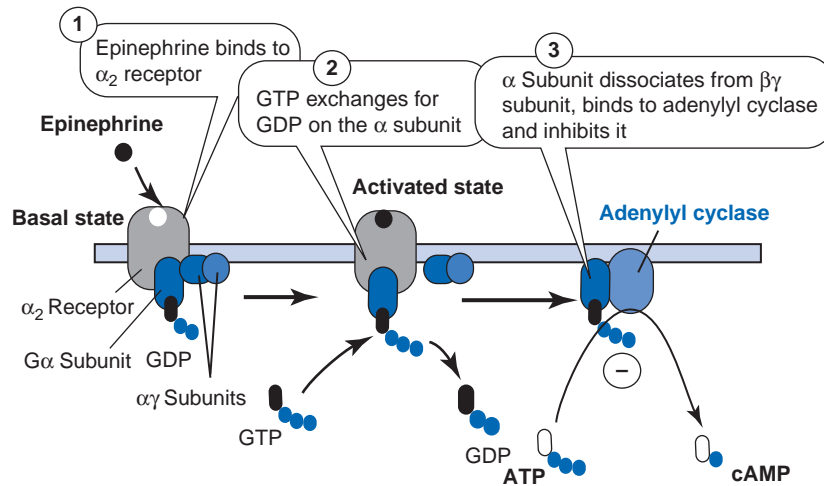 1
Epinephrine binds to
α2 receptor
2
GTP exchanges for
GDP on the α subunit
3
α Subunit dissociates from βγ
subunit, binds to adenylyl cyclase
and inhibits it
Epinephrine
Basal state
Activated state
Adenylyl cyclase
α2 Receptor
Gα Subunit
GDP
αγ Subunits
GTP
GDP
−
ATP
cAMP